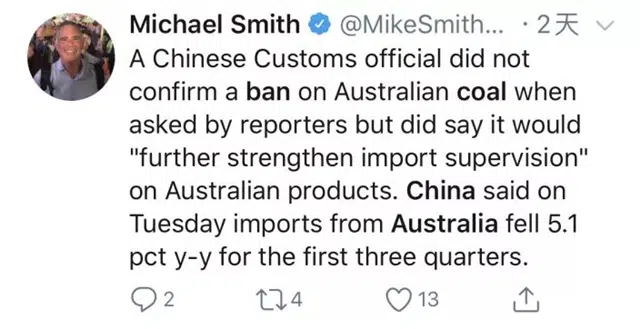 Michael Smith @MikeSmith... · 2天
A Chinese Customs official did not
confirm a ban on Australian coal when
asked by reporters but did say it would
"further strengthen import supervision"
on Australian products. China said on
Tuesday imports from Australia fell 5.1
pct y-y for the first three quarters.
2 4 13